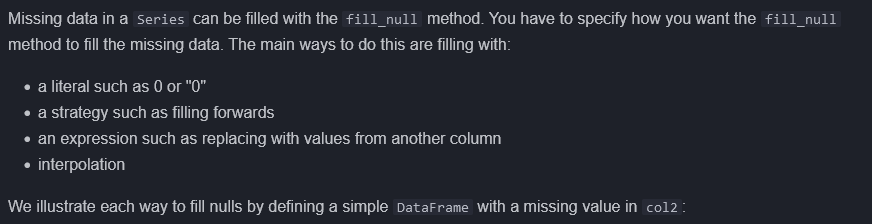 Missing data in a Series can be filled with the fill_null method. You have to specify how you want the fill_null
method to fill the missing data. The main ways to do this are filling with:
• a literal such as 0 or "0"
• a strategy such as filling forwards
• an expression such as replacing with values from another column
• interpolation
We illustrate each way to fill nulls by defining a simple DataFrame with a missing value in col2: